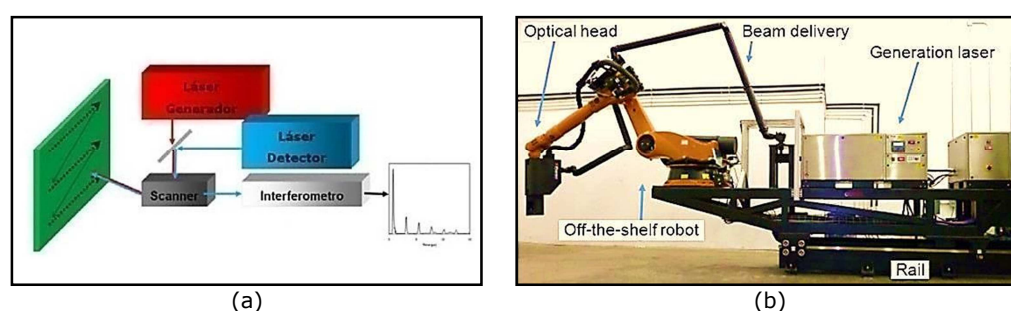 Láser
Generador
Láser
Detector
Scanner
Interferometro
(a)
Optical head
Beam delivery
Generation laser
Off-the-shelf robot
Rail
(b)